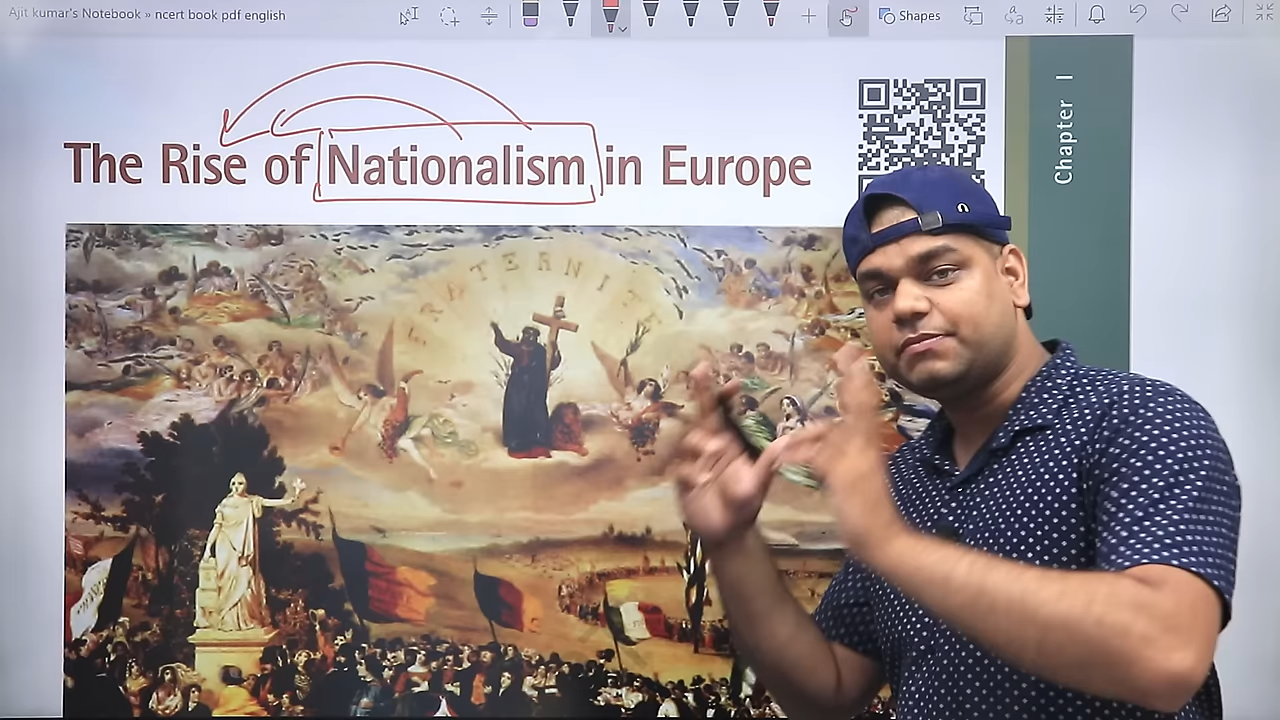 Ajit kumar's Notebook » ncert book pdf english
Shapes
Chapter I
The Rise of Nationalism in Europe
FRATERNITE